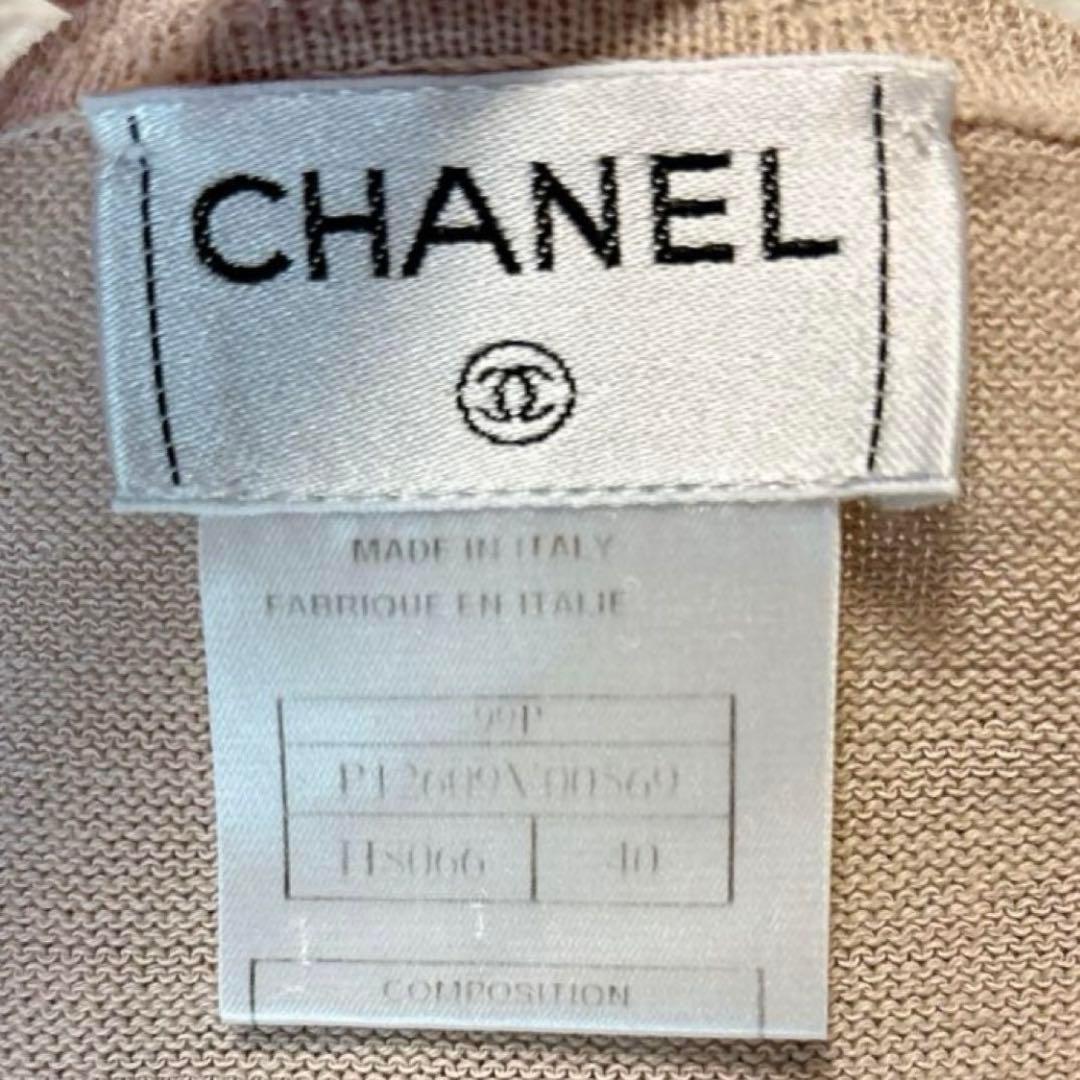 CHANEL
MADE IN ITALY
FABRIQUE EN ITALIE
99P
P12609V00569
H8066 40
COMPOSITION